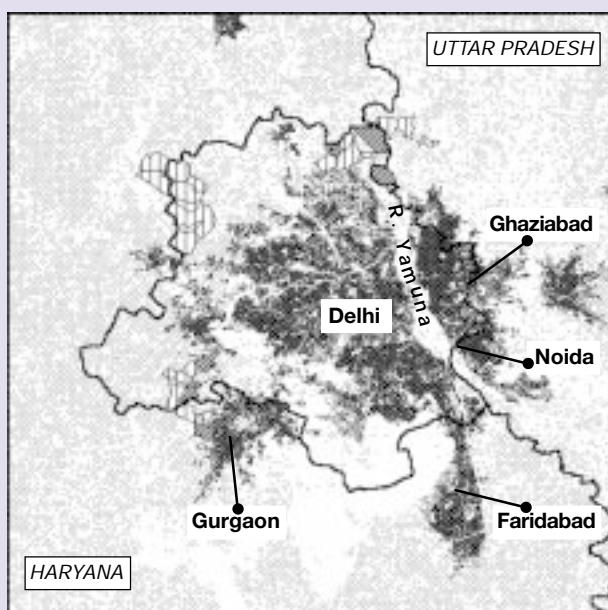 UTTAR PRADESH
Ghaziabad
R. Yamuna
Delhi
Noida
Gurgaon
Faridabad
HARYANA